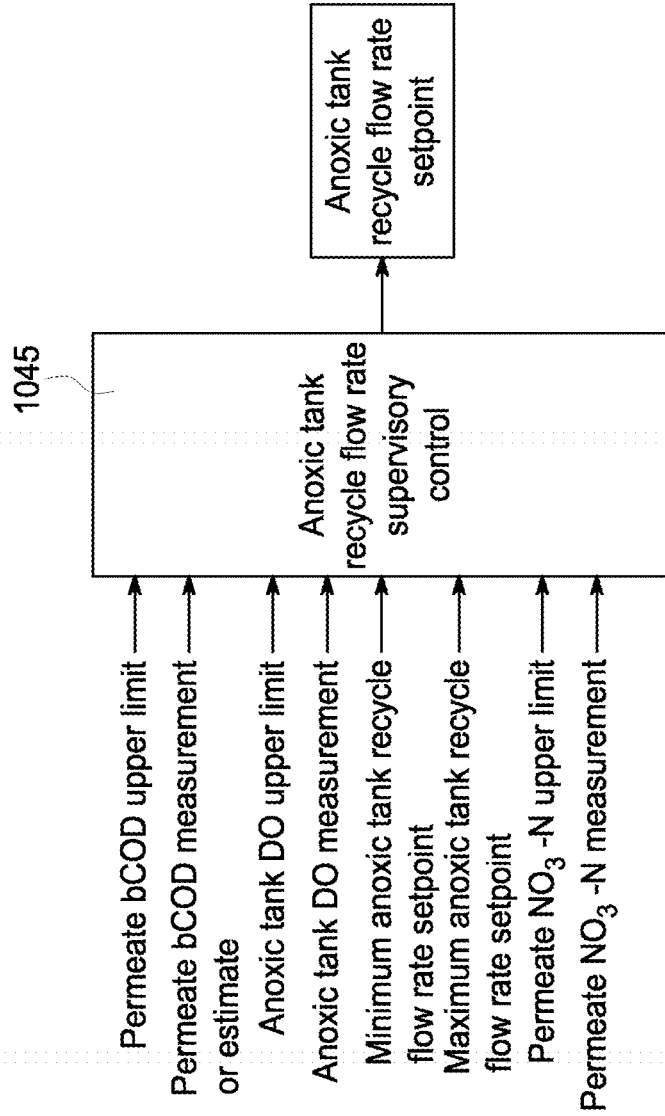 1045
Permeate bCOD upper limit
Permeate bCOD measurement
or estimate
Anoxic tank DO upper limit
Anoxic tank DO measurement
Minimum anoxic tank recycle
flow rate setpoint
Maximum anoxic tank recycle
flow rate setpoint
Permeate NO₃ -N upper limit
Permeate NO₃ -N measurement
Anoxic tank
recycle flow rate
supervisory
control
Anoxic tank
recycle flow rate
setpoint